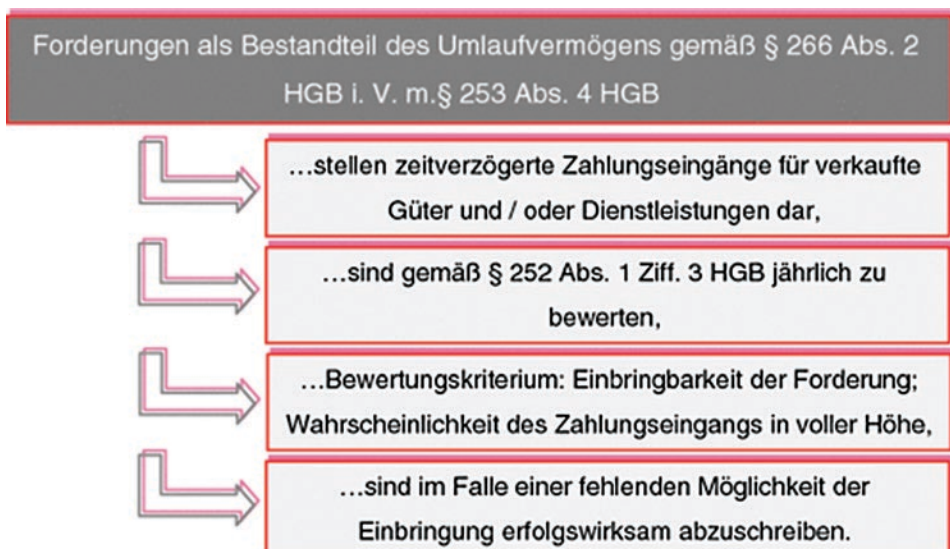 Forderungen als Bestandteil des Umlaufvermögens gemäß § 266 Abs. 2
HGB i. V. m.§ 253 Abs. 4 HGB
...stellen zeitverzögerte Zahlungseingänge für verkaufte
Güter und / oder Dienstleistungen dar,
...sind gemäß § 252 Abs. 1 Ziff. 3 HGB jährlich zu
bewerten,
...Bewertungskriterium: Einbringbarkeit der Forderung;
Wahrscheinlichkeit des Zahlungseingangs in voller Höhe,
...sind im Falle einer fehlenden Möglichkeit der
Einbringung erfolgswirksam abzuschreiben.